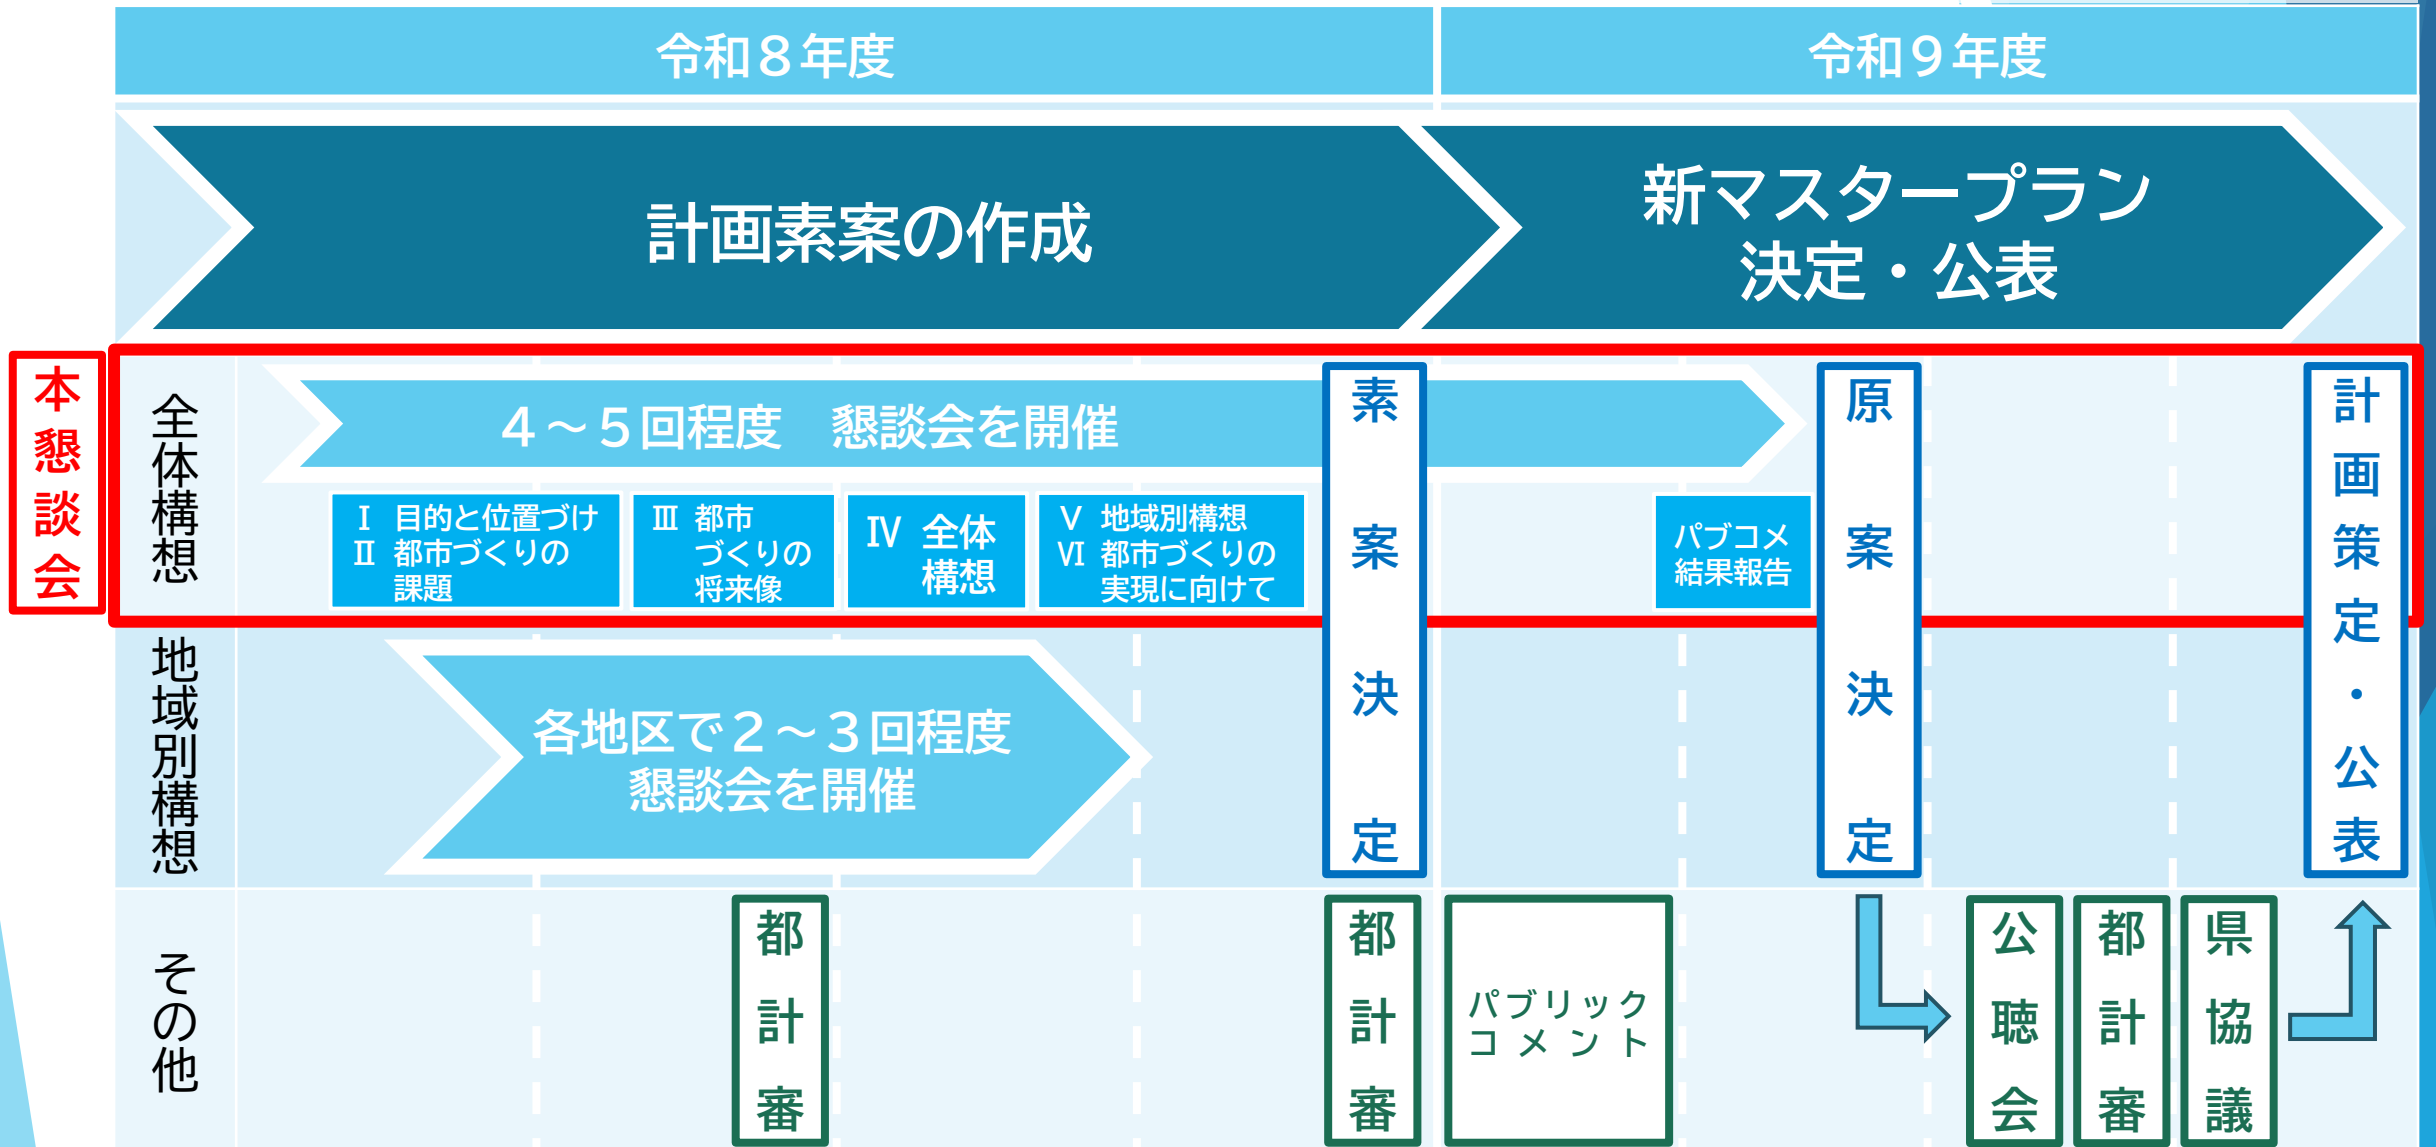 令和８年度
令和９年度
計画素案の作成
新マスタープラン
決定・公表
本懇談会
全体構想
４～５回程度　懇談会を開催
Ⅰ 目的と位置づけ
Ⅱ 都市づくりの
課題
Ⅲ 都市
づくりの
将来像
Ⅳ 全体
構想
Ⅴ 地域別構想
Ⅵ 都市づくりの
実現に向けて
素案決定
パブコメ
結果報告
原案決定
計画策定・公表
地域別構想
各地区で２～３回程度
懇談会を開催
その他
都計審
都計審
パブリック
コメント
公聴会
都計審
県協議